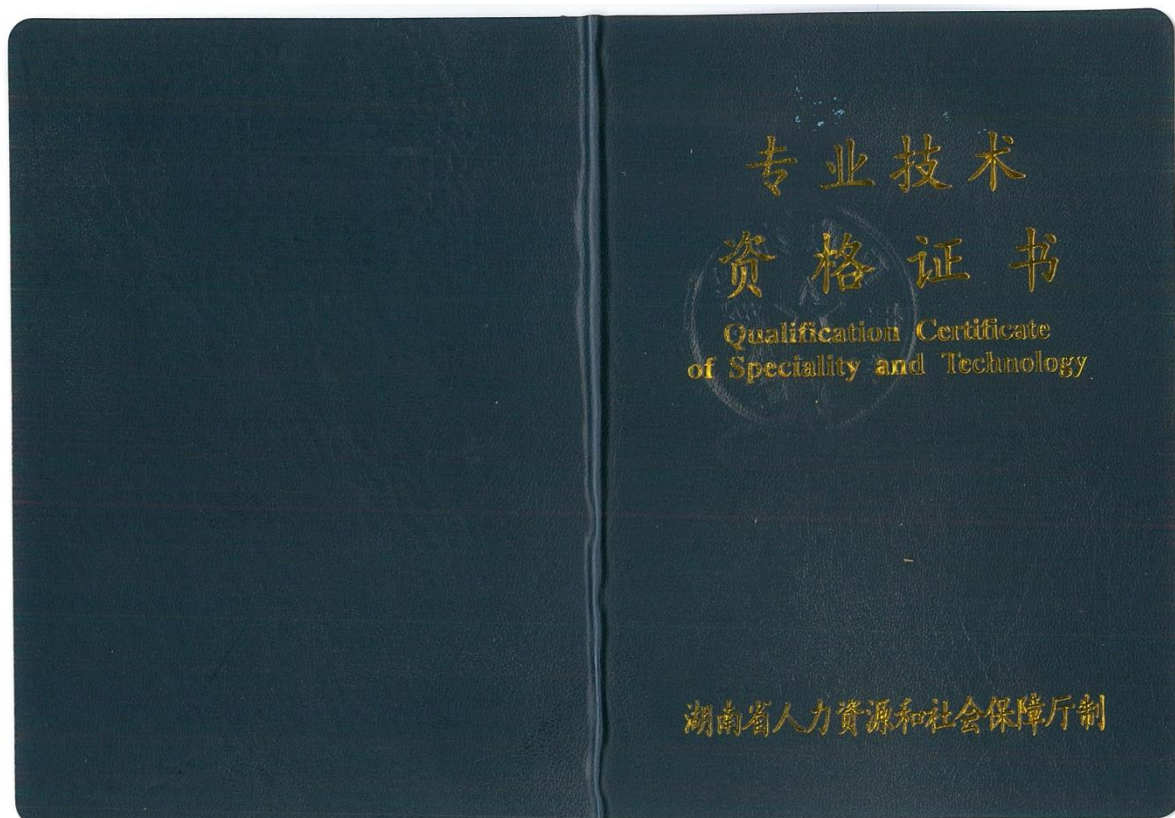 专业技术
资格证书
Qualification Certificate
of Speciality and Technology
湖南省人力资源和社会保障厅制